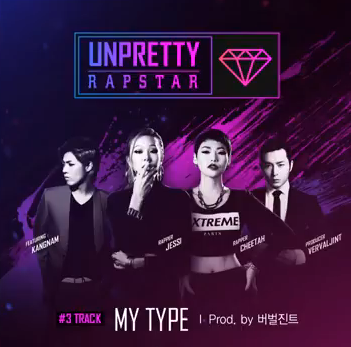 UNPRETTY
RAPSTAR
FEATURING
KANGNAM
RAPPER
JESSI
XTREME
PARIS
RAPPER
CHEETAH
PRODUCER
VERVALJINT
#3 TRACK MY TYPE | Prod. by 버벌진트